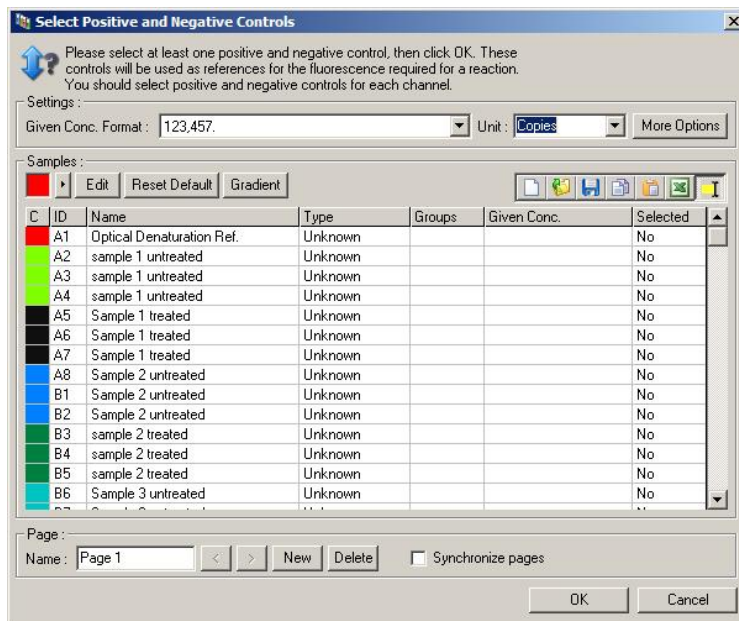 Select Positive and Negative Controls
Please select at least one positive and negative control, then click OK. These
controls will be used as references for the fluorescence required for a reaction.
You should select positive and negative controls for each channel.
Settings :
Given Conc. Format : 123,457. Unit : Copies More Options
Samples :
Edit Reset Default Gradient
C ID Name Type Groups Given Conc. Selected
A1 Optical Denaturation Ref. Unknown No
A2 sample 1 untreated Unknown No
A3 sample 1 untreated Unknown No
A4 sample 1 untreated Unknown No
A5 Sample 1 treated Unknown No
A6 Sample 1 treated Unknown No
A7 Sample 1 treated Unknown No
A8 Sample 2 untreated Unknown No
B1 Sample 2 untreated Unknown No
B2 Sample 2 untreated Unknown No
B3 sample 2 treated Unknown No
B4 sample 2 treated Unknown No
B5 sample 2 treated Unknown No
B6 Sample 3 untreated Unknown No
Page :
Name : Page 1 < > New Delete Synchronize pages
OK Cancel